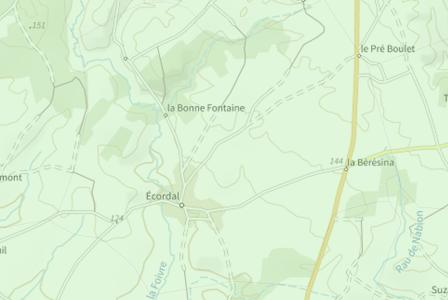 151
le Pré Boulet
la Bonne Fontaine
144
la Bérésina
mont
Écordal
124
Rau de Nabion
la Foivre
Suz